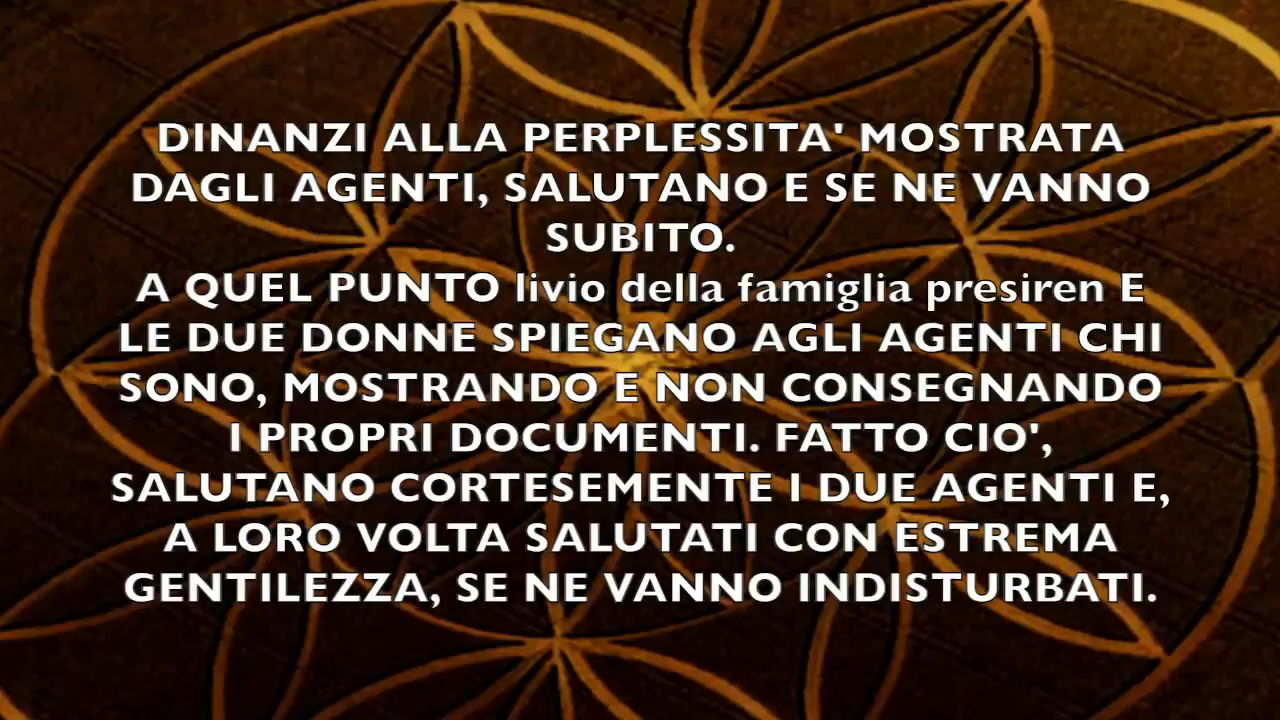 DINANZI ALLA PERPLESSITA' MOSTRATA
DAGLI AGENTI, SALUTANO E SE NE VANNO
SUBITO.
A QUEL PUNTO livio della famiglia presiren E
LE DUE DONNE SPIEGANO AGLI AGENTI CHI
SONO, MOSTRANDO E NON CONSEGNANDO
I PROPRI DOCUMENTI. FATTO CIO',
SALUTANO CORTESEMENTE I DUE AGENTI E,
A LORO VOLTA SALUTATI CON ESTREMA
GENTILEZZA, SE NE VANNO INDISTURBATI.